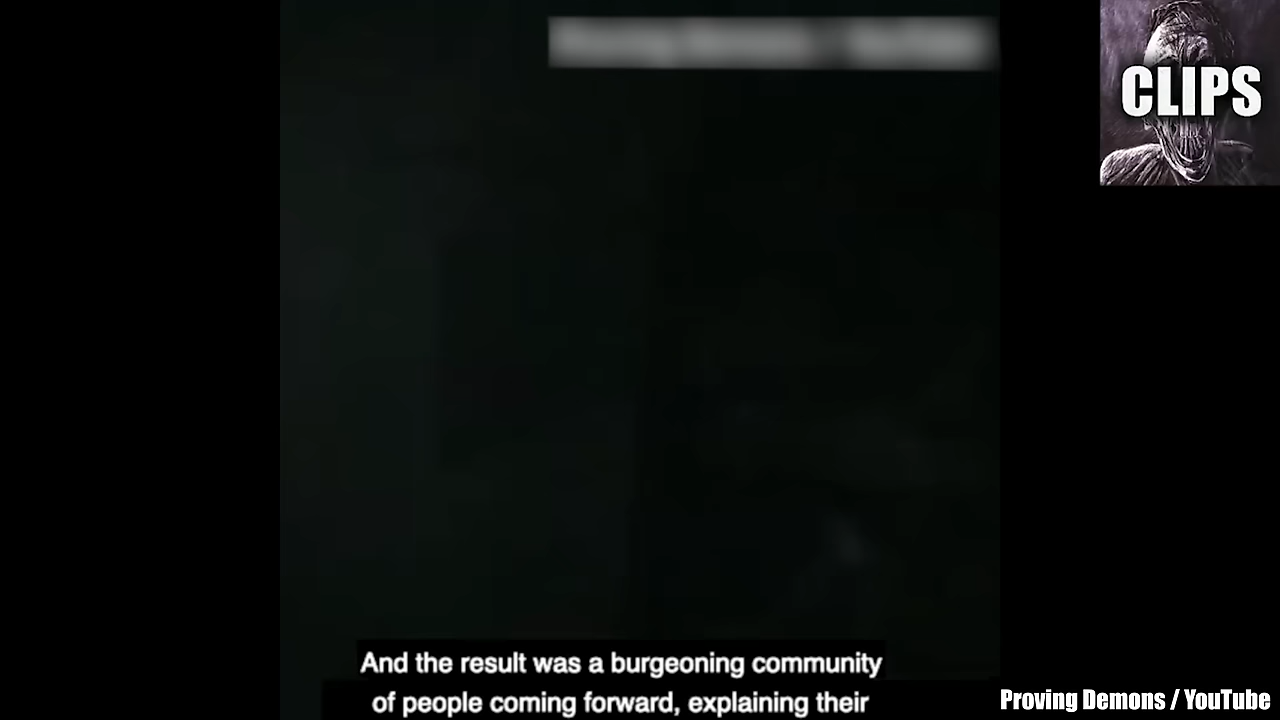 CLIPS
And the result was a burgeoning community
of people coming forward, explaining their
Proving Demons / YouTube